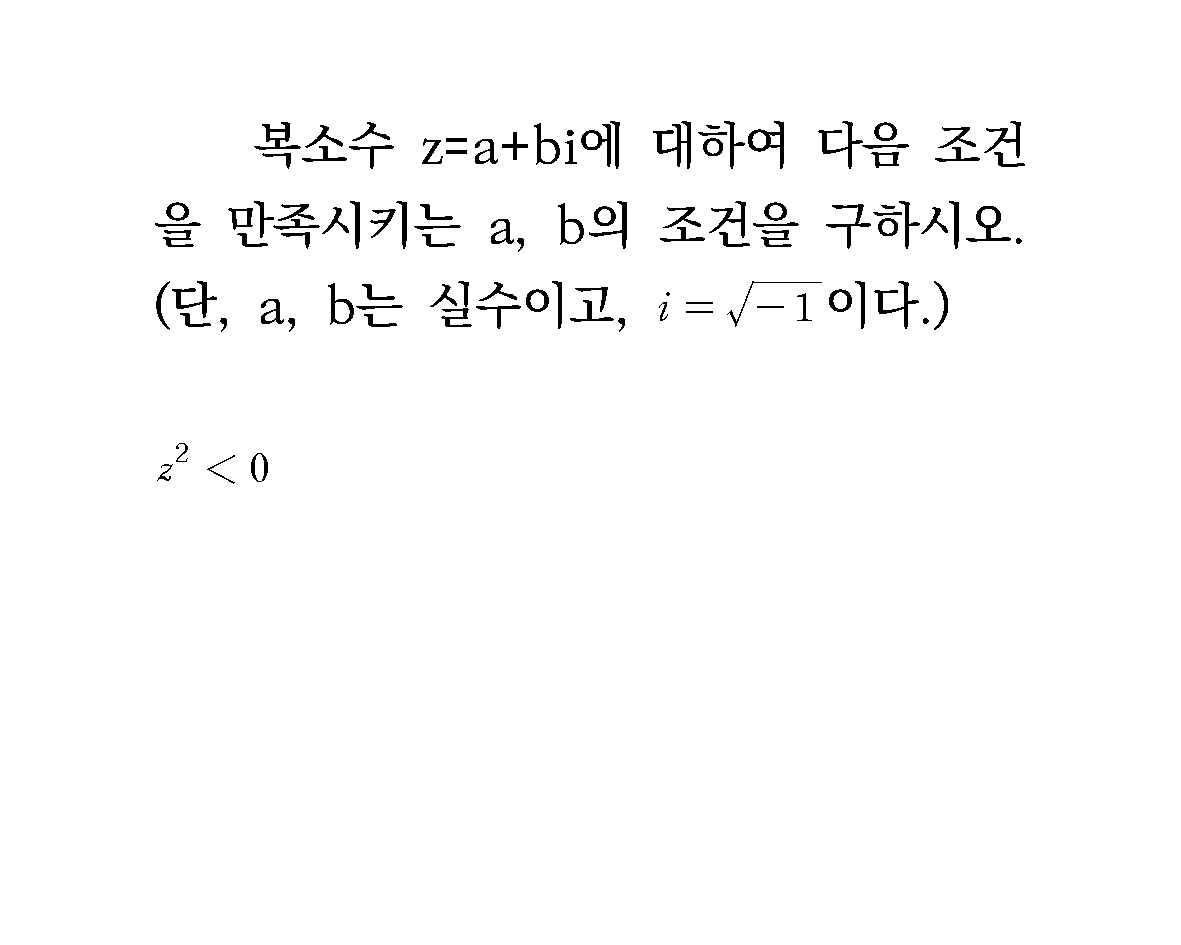 복소수 z=a+bi에 대하여 다음 조건
을 만족시키는 a, b의 조건을 구하시오.
(단, a, b는 실수이고, $i=\sqrt{-1}$이다.)
$z^2<0$